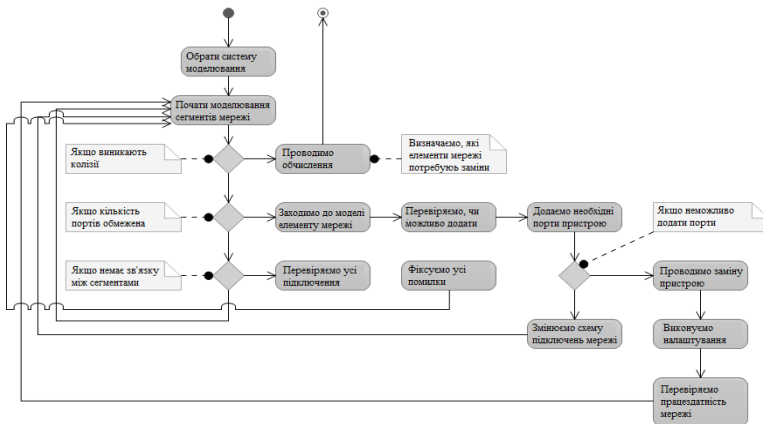 Обрати систему
моделювання
Почати моделювання
сегментів мережі
Якщо виникають
колізії
Проводимо
обчислення
Визначаємо, які
елементи мережі
потребують заміни
Якщо кількість
портів обмежена
Заходимо до моделі
елементу мережі
Перевіряємо, чи
можливо додати
Додаємо необхідні
порти пристрою
Якщо неможливо
додати порти
Якщо немає зв'язку
між сегментами
Перевіряємо усі
підключення
Фіксуємо усі
помилки
Проводимо заміну
пристрою
Змінюємо схему
підключень мережі
Виконуємо
налаштування
Перевіряємо
працездатність
мережі